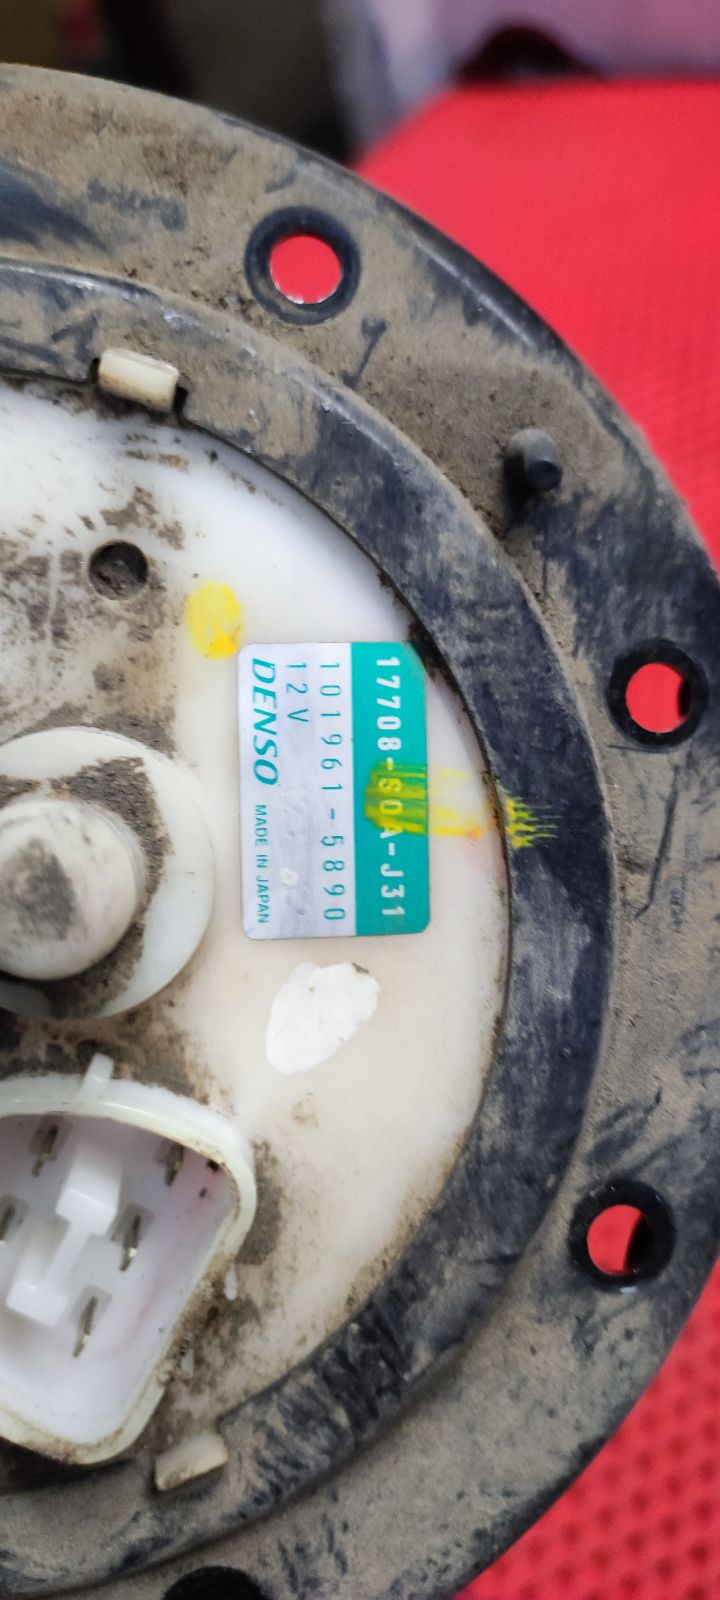 17708-S0A-J31
101961-5890
12V
DENSO MADE IN JAPAN